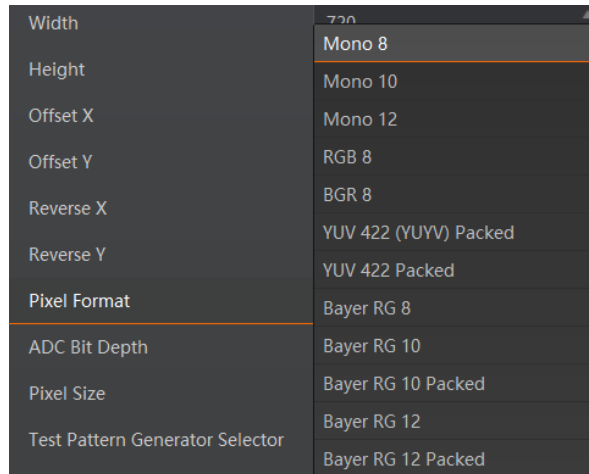 Width
720
Height
Offset X
Offset Y
Reverse X
Reverse Y
Pixel Format
ADC Bit Depth
Pixel Size
Test Pattern Generator Selector
Mono 8
Mono 10
Mono 12
RGB 8
BGR 8
YUV 422 (YUYV) Packed
YUV 422 Packed
Bayer RG 8
Bayer RG 10
Bayer RG 10 Packed
Bayer RG 12
Bayer RG 12 Packed